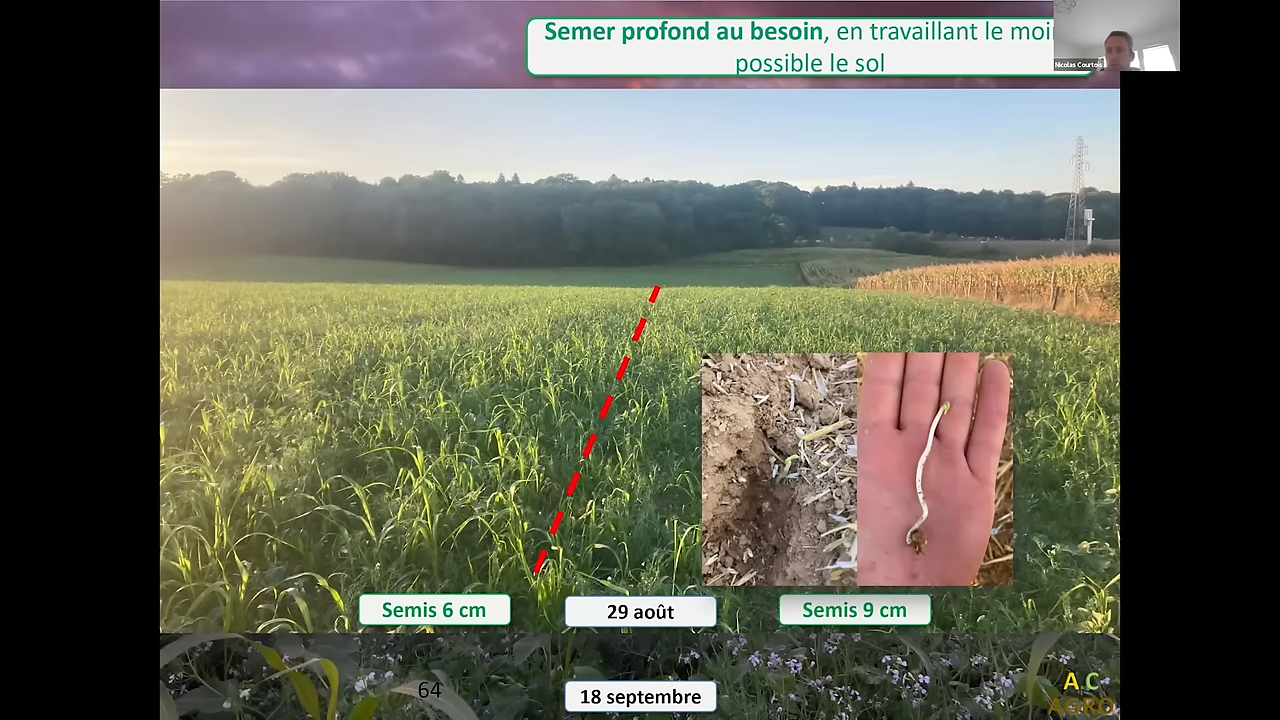 Semer profond au besoin, en travaillant le moi
possible le sol
Nicolas Courtois
Semis 6 cm
29 août
Semis 9 cm
64
18 septembre
A.C
AGRO